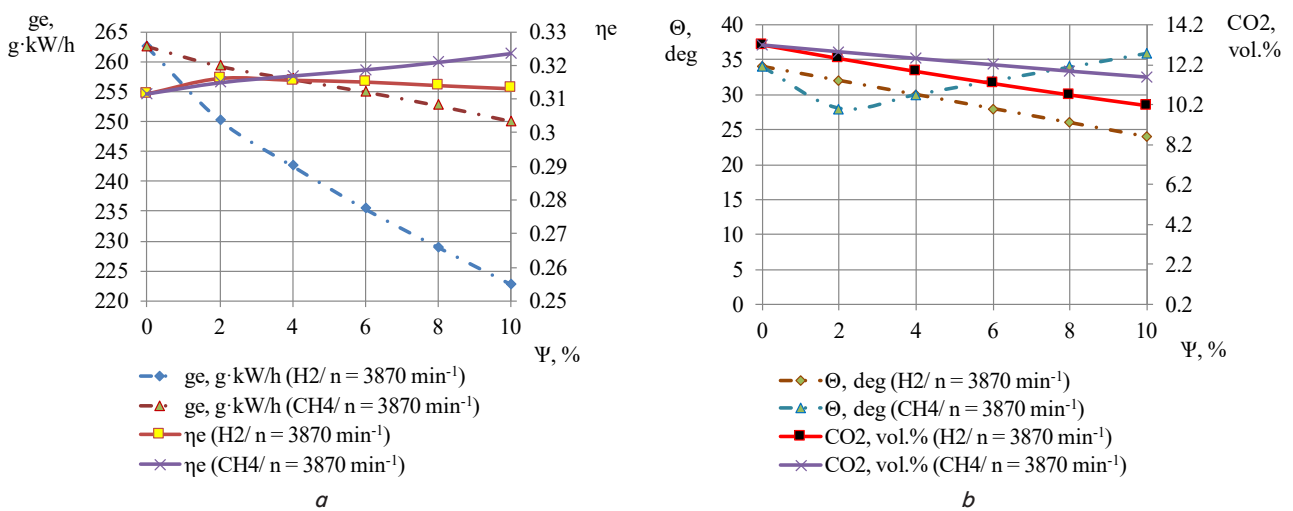 ge,
g·kW/h
265
260
255
250
245
240
235
230
225
220
0.33
0.32
0.31
0.3
0.29
0.28
0.27
0.26
0.25
ηe
0 2 4 6 8 10
Ψ, %
ge, g·kW/h (H2/ n = 3870 min⁻¹)
ge, g·kW/h (CH4/ n = 3870 min⁻¹)
ηe (H2/ n = 3870 min⁻¹)
ηe (CH4/ n = 3870 min⁻¹)
a
Θ,
deg
40
35
30
25
20
15
10
5
0
14.2
12.2
10.2
8.2
6.2
4.2
2.2
0.2
CO2,
vol.%
0 2 4 6 8 10
Ψ, %
Θ, deg (H2/ n = 3870 min⁻¹)
Θ, deg (CH4/ n = 3870 min⁻¹)
CO2, vol.% (H2/ n = 3870 min⁻¹)
CO2, vol.% (CH4/ n = 3870 min⁻¹)
b